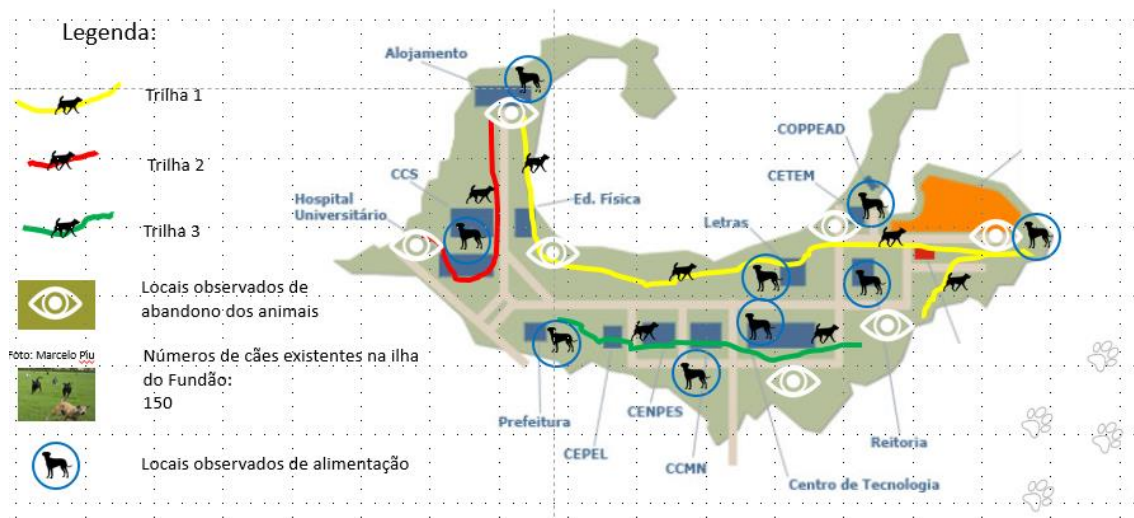 Legenda:
Trilha 1
Trilha 2
Trilha 3
Locais observados de
abandono dos animais
Foto: Marcelo Piu
Números de cães existentes na ilha
do Fundão:
150
Locais observados de alimentação
Alojamento
CCS
Hospital
Universitário
Ed. Física
COPPEAD
CETEM
Letras
Prefeitura
CEPEL
CENPES
CCMN
Centro de Tecnologia
Reitoria